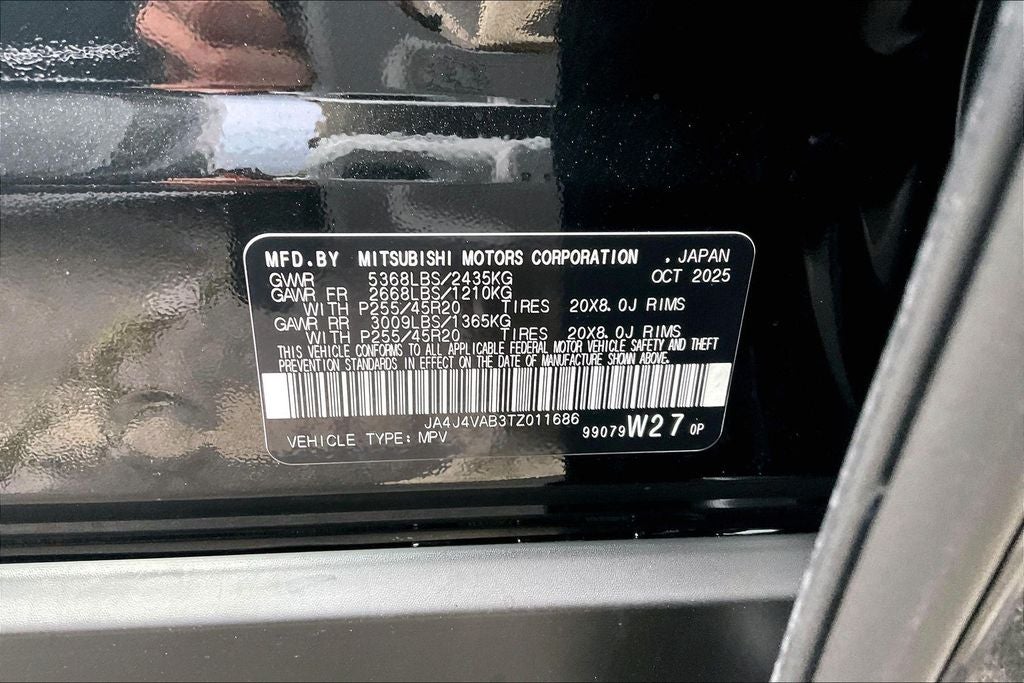 MFD.BY MITSUBISHI MOTORS CORPORATION . JAPAN
GVWR 5368LBS/2435KG OCT 2025
GAWR FR 2668LBS/1210KG
WITH P255/45R20 TIRES 20X8.0J RIMS
GAWR RR 3009LBS/1365KG
WITH P255/45R20 TIRES 20X8.0J RIMS
THIS VEHICLE CONFORMS TO ALL APPLICABLE FEDERAL MOTOR VEHICLE SAFETY AND THEFT
PREVENTION STANDARDS IN EFFECT ON THE DATE OF MANUFACTURE SHOWN ABOVE.
JA4J4VAB3TZ011686
VEHICLE TYPE: MPV 99079W27 0P